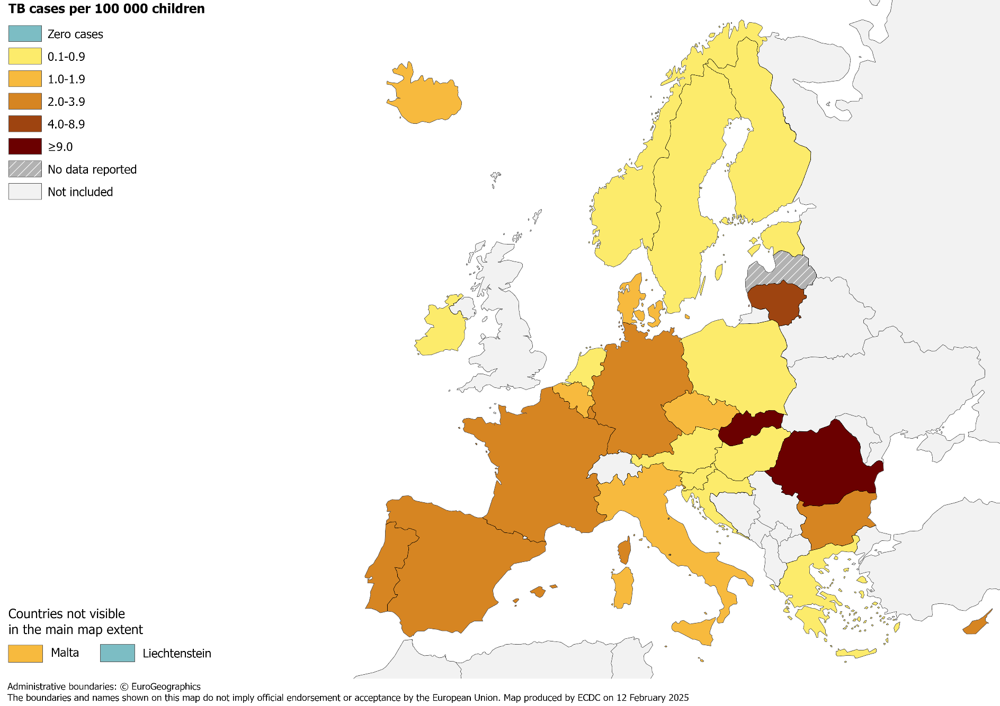 TB cases per 100 000 children
Zero cases
0.1-0.9
1.0-1.9
2.0-3.9
4.0-8.9
≥9.0
No data reported
Not included
Countries not visible
in the main map extent
Malta
Liechtenstein
Administrative boundaries: © EuroGeographics
The boundaries and names shown on this map do not imply official endorsement or acceptance by the European Union. Map produced by ECDC on 12 February 2025